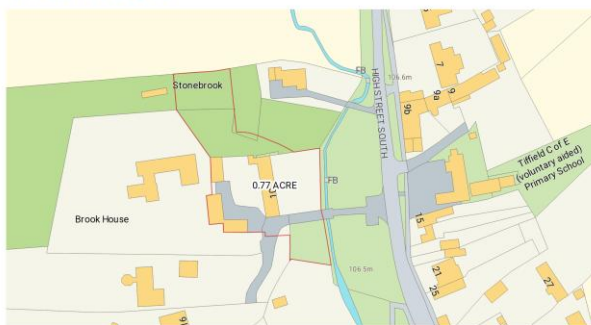 Stonebrook
FB
106.6m
HIGH STREET SOUTH
7
9
9a
9b
Tiffield C of E
(voluntary aided)
Primary School
0.77 ACRE
10
FB
Brook House
15
106.5m
21
25
27